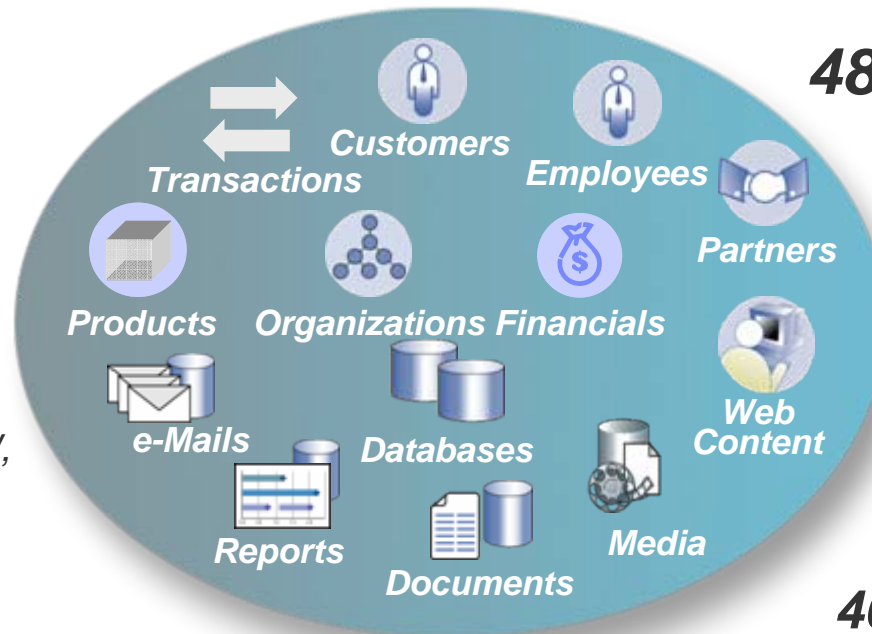 48
Customers
Transactions
Employees
Partners
Products
Organizations
Financials
$
Web
Content
e-Mails
Databases
Reports
Media
Documents